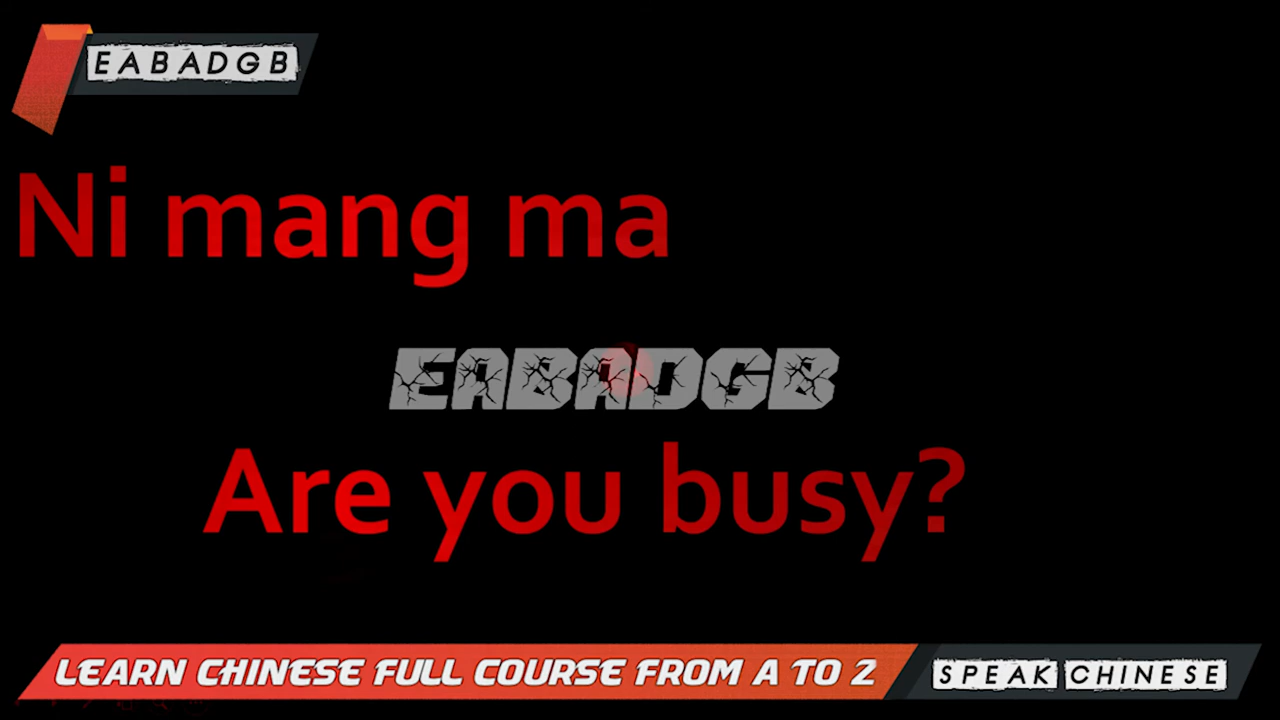 EABADGB
Ni mang ma
EABADGB
Are you busy?
LEARN CHINESE FULL COURSE FROM A TO Z
SPEAK CHINESE